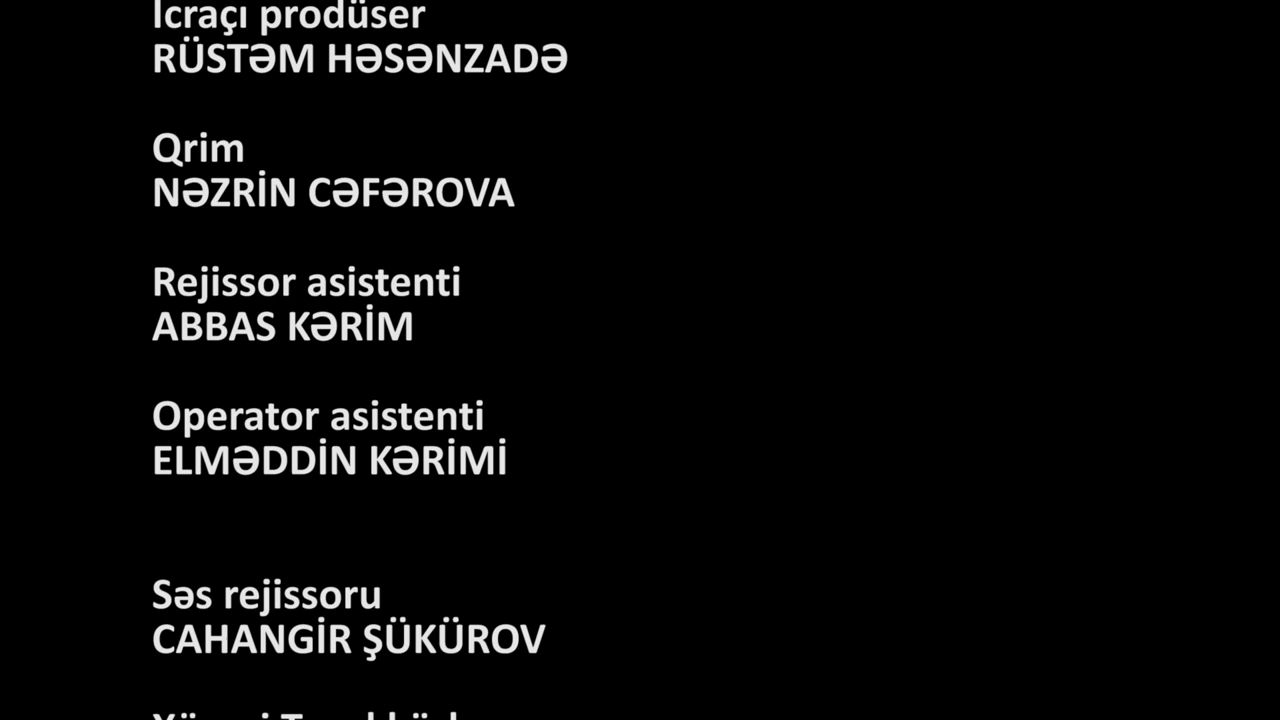 İcraçı prodüser
RÜSTƏM HƏSƏNZADƏ
Qrim
NƏZRİN CƏFƏROVA
Rejissor asistenti
ABBAS KƏRİM
Operator asistenti
ELMƏDDİN KƏRİMİ
Səs rejissoru
CAHANGİR ŞÜKÜROV